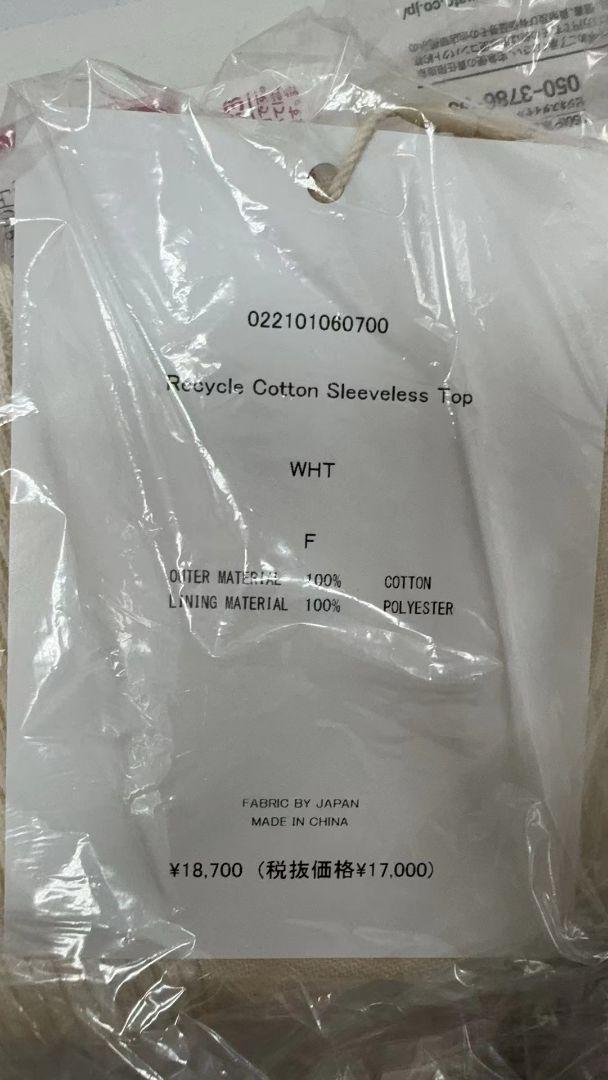 050-3786
022101060700
Recycle Cotton Sleeveless Top
WHT
F
OUTER MATERIAL 100% COTTON
LINING MATERIAL 100% POLYESTER
FABRIC BY JAPAN
MADE IN CHINA
¥18,700 (税抜価格¥17,000)